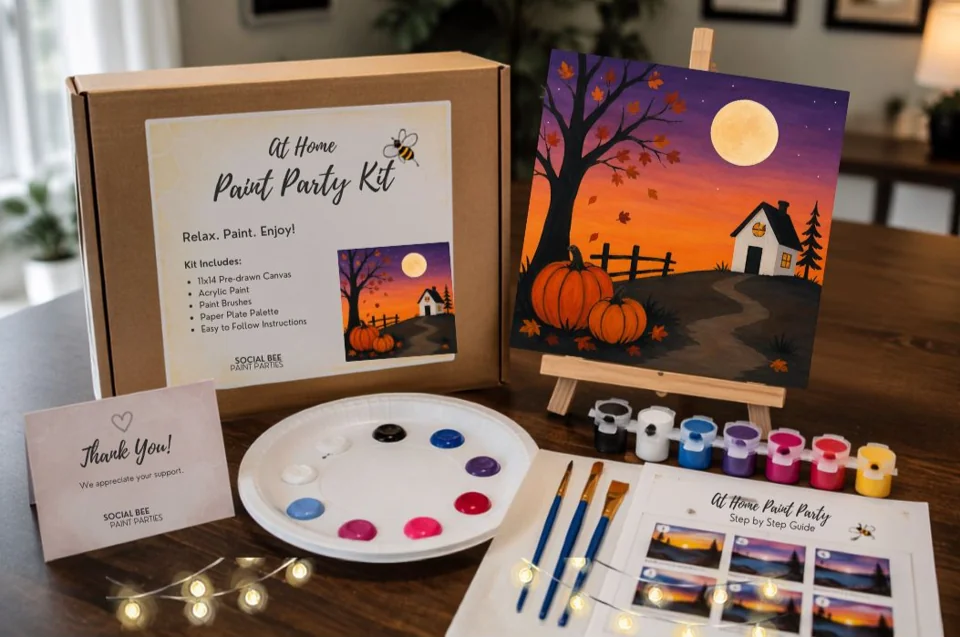 At Home
Paint Party Kit
Relax. Paint. Enjoy!
Kit Includes:
• 11x14 Pre-drawn Canvas
• Acrylic Paint
• Paint Brushes
• Paper Plate Palette
• Easy to Follow Instructions
SOCIAL BEE
PAINT PARTIES
Thank You!
We appreciate your support.
SOCIAL BEE
PAINT PARTIES
At Home Paint Party
Step by Step Guide